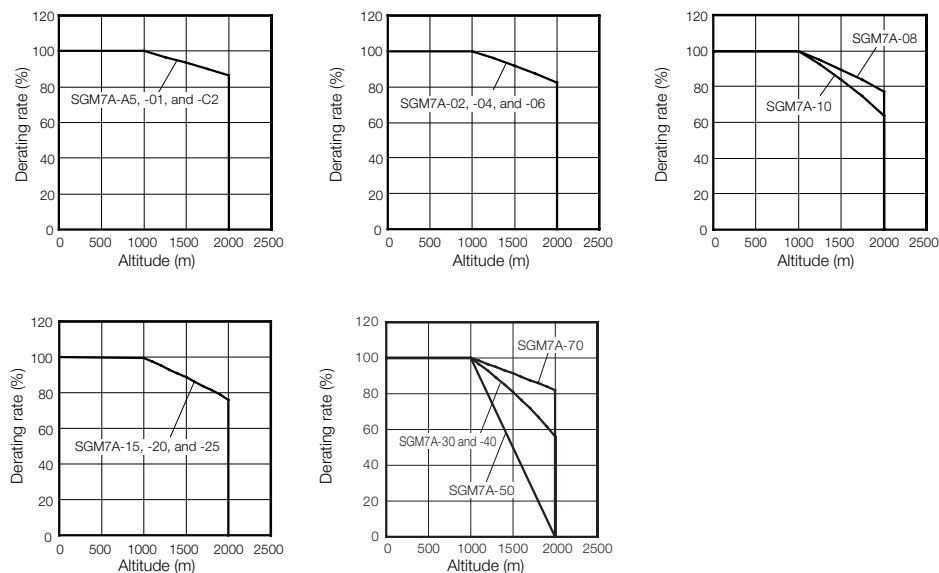 120
100
80
60
40
20
0
Derating rate (%)
SGM7A-A5, -01, and -C2
0 500 1000 1500 2000 2500
Altitude (m)
120
100
80
60
40
20
0
Derating rate (%)
SGM7A-02, -04, and -06
0 500 1000 1500 2000 2500
Altitude (m)
120
100
80
60
40
20
0
Derating rate (%)
SGM7A-08
SGM7A-10
0 500 1000 1500 2000 2500
Altitude (m)
120
100
80
60
40
20
0
Derating rate (%)
SGM7A-15, -20, and -25
0 500 1000 1500 2000 2500
Altitude (m)
120
100
80
60
40
20
0
Derating rate (%)
SGM7A-70
SGM7A-30 and -40
SGM7A-50
0 500 1000 1500 2000 2500
Altitude (m)